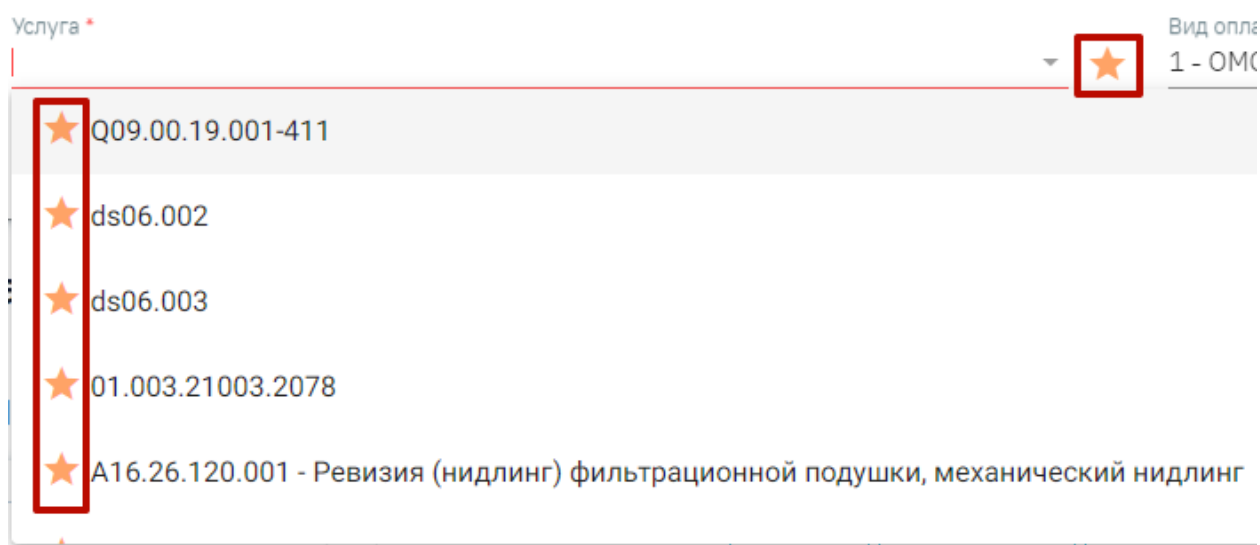 Услуга *
Вид опла
1 - ОМС
Q09.00.19.001-411
ds06.002
ds06.003
01.003.21003.2078
A16.26.120.001 - Ревизия (нидлинг) фильтрационной подушки, механический нидлинг